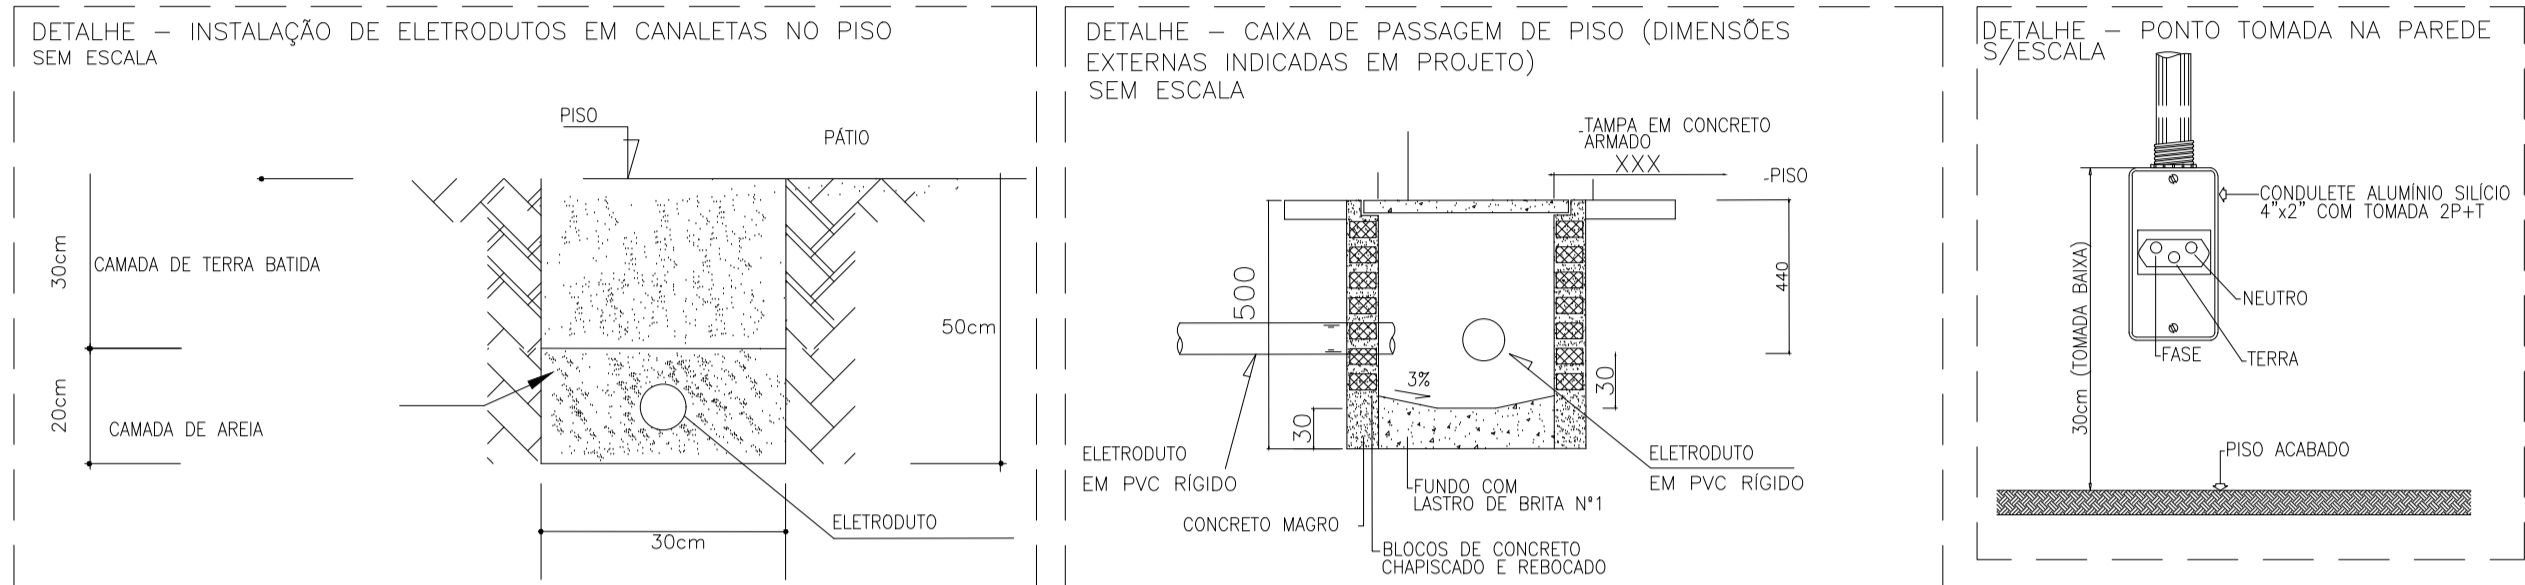 DETALHE – INSTALAÇÃO DE ELETRODUTOS EM CANALETAS NO PISO
SEM ESCALA
PISO
PÁTIO
30cm
CAMADA DE TERRA BATIDA
50cm
20cm
CAMADA DE AREIA
ELETRODUTO
30cm
DETALHE – CAIXA DE PASSAGEM DE PISO (DIMENSÕES
EXTERNAS INDICADAS EM PROJETO)
SEM ESCALA
TAMPA EM CONCRETO
ARMADO
XXX
PISO
500
440
3%
30
30
ELETRODUTO
EM PVC RÍGIDO
ELETRODUTO
EM PVC RÍGIDO
FUNDO COM
LASTRO DE BRITA Nº1
CONCRETO MAGRO
BLOCOS DE CONCRETO
CHAPISCADO E REBOCADO
DETALHE – PONTO TOMADA NA PAREDE
S/ESCALA
CONDULETE ALUMÍNIO SILÍCIO
4"x2" COM TOMADA 2P+T
NEUTRO
FASE
TERRA
30cm (TOMADA BAIXA)
PISO ACABADO